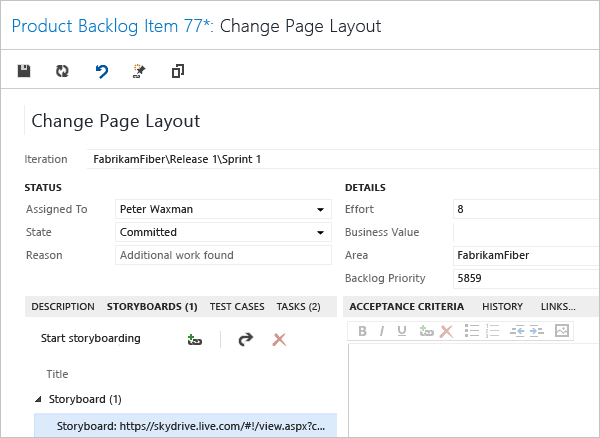 Product Backlog Item 77*: Change Page Layout
Change Page Layout
Iteration FabrikamFiber\Release 1\Sprint 1
STATUS
Assigned To Peter Waxman
State Committed
Reason Additional work found
DETAILS
Effort 8
Business Value
Area FabrikamFiber
Backlog Priority 5859
DESCRIPTION STORYBOARDS (1) TEST CASES TASKS (2)
Start storyboarding
Title
Storyboard (1)
Storyboard: https//skydrive.live.com/#!/view.aspx?c...
ACCEPTANCE CRITERIA HISTORY LINKS...
B I U